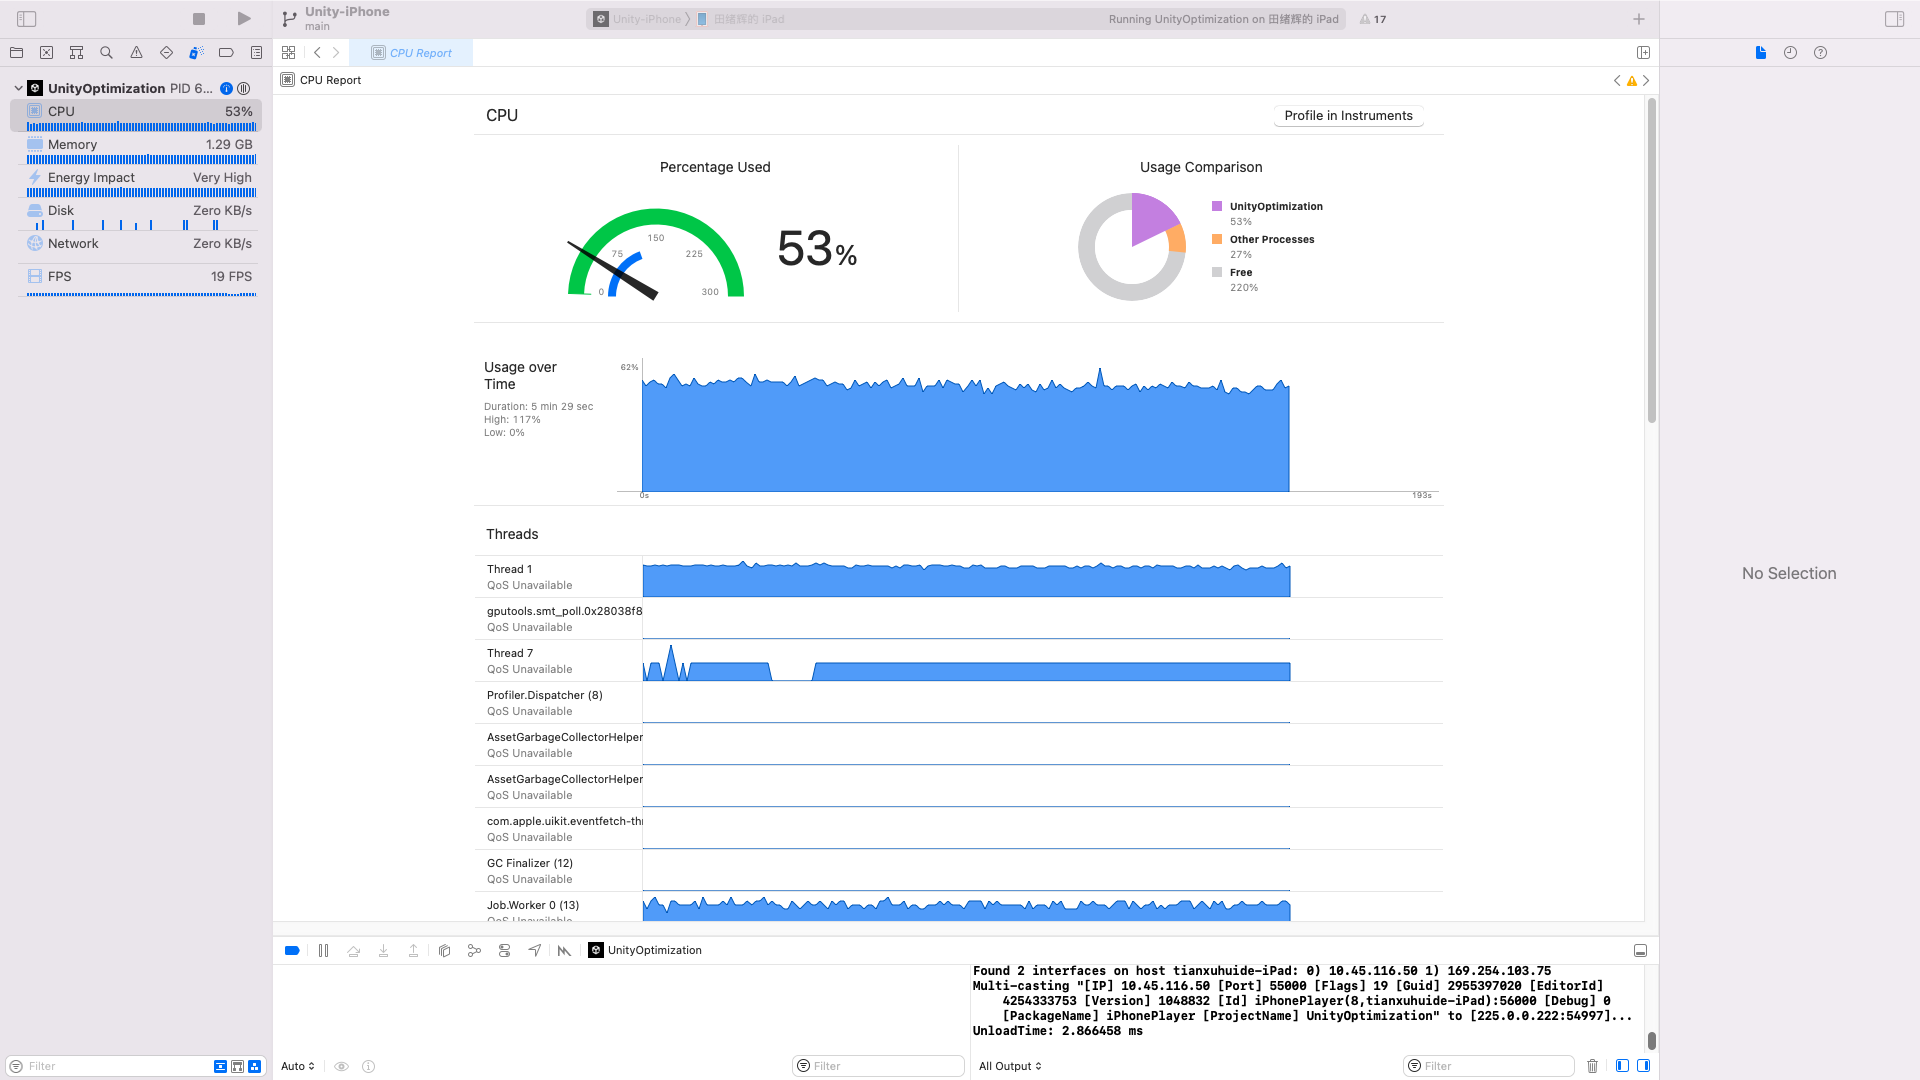 Unity-iPhone
main
Unity-iPhone
田绪辉的 iPad
Running UnityOptimization on 田绪辉的 iPad
17
CPU Report
CPU Report
UnityOptimization PID 6...
CPU 53%
Memory 1.29 GB
Energy Impact Very High
Disk Zero KB/s
Network Zero KB/s
FPS 19 FPS
CPU
Profile in Instruments
Percentage Used
0
75
150
225
300
53%
Usage Comparison
UnityOptimization
53%
Other Processes
27%
Free
220%
Usage over
Time
Duration: 5 min 29 sec
High: 117%
Low: 0%
62%
0s
193s
Threads
Thread 1
QoS Unavailable
gputools.smt_poll.0x28038f8
QoS Unavailable
Thread 7
QoS Unavailable
Profiler.Dispatcher (8)
QoS Unavailable
AssetGarbageCollectorHelper
QoS Unavailable
AssetGarbageCollectorHelper
QoS Unavailable
com.apple.uikit.eventfetch-th
QoS Unavailable
GC Finalizer (12)
QoS Unavailable
Job.Worker 0 (13)
QoS Unavailable
No Selection
UnityOptimization
Found 2 interfaces on host tianxuhuide-iPad: 0) 10.45.116.50 1) 169.254.103.75
Multi-casting "[IP] 10.45.116.50 [Port] 55000 [Flags] 19 [Guid] 2955397020 [EditorId]
4254333753 [Version] 1048832 [Id] iPhonePlayer(8,tianxuhuide-iPad):56000 [Debug] 0
[PackageName] iPhonePlayer [ProjectName] UnityOptimization" to [225.0.0.222:54997]...
UnloadTime: 2.866458 ms
Filter
Auto
Filter
All Output
Filter